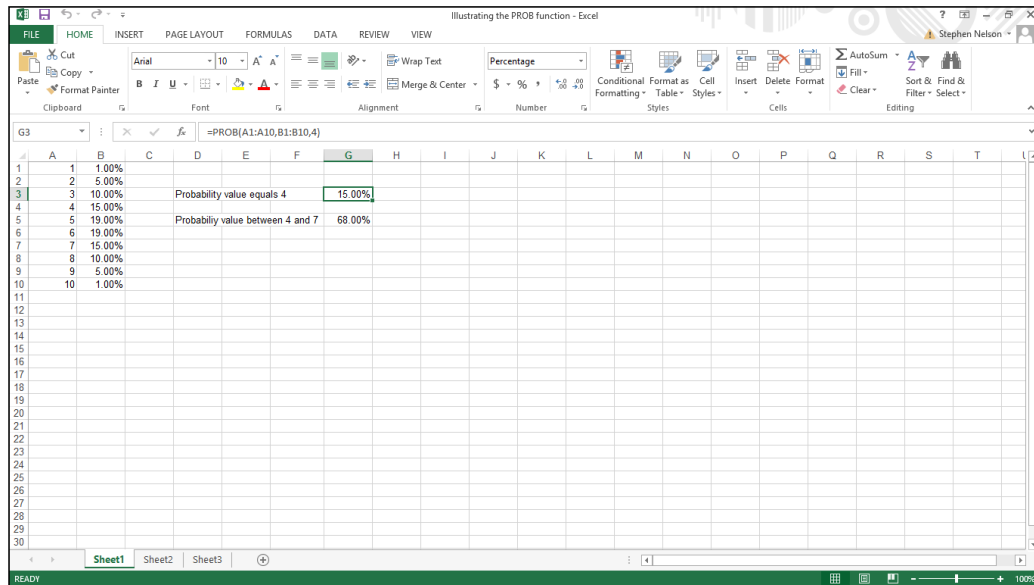 Illustrating the PROB function - Excel
?
FILE HOME INSERT PAGE LAYOUT FORMULAS DATA REVIEW VIEW
Stephen Nelson
Paste
Cut
Copy
Format Painter
Clipboard
Arial 10 A A
B I U A
Font
Wrap Text
Merge & Center
Alignment
Percentage
$ % , .0 .00 .00 .0
Number
Conditional Formatting
Format as Table
Cell Styles
Styles
Insert Delete Format
Cells
AutoSum
Fill
Clear
Sort & Filter
Find & Select
Editing
G3 fx =PROB(A1:A10,B1:B10,4)
A B C D E F G H I J K L M N O P Q R S T
1 1 1.00%
2 2 5.00%
3 3 10.00% Probability value equals 4 15.00%
4 4 15.00%
5 5 19.00% Probabiliy value between 4 and 7 68.00%
6 6 19.00%
7 7 15.00%
8 8 10.00%
9 9 5.00%
10 10 1.00%
11
12
13
14
15
16
17
18
19
20
21
22
23
24
25
26
27
28
29
30
Sheet1 Sheet2 Sheet3
READY 100%